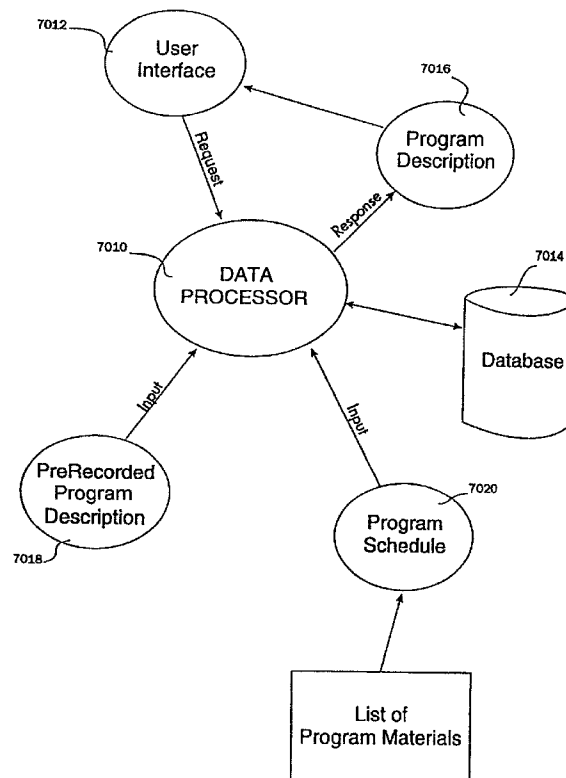 7012
User
Interface
7016
Program
Description
Request
Response
7010
DATA
PROCESSOR
7014
Database
Input
Input
PreRecorded
Program
Description
7018
7020
Program
Schedule
List of
Program Materials